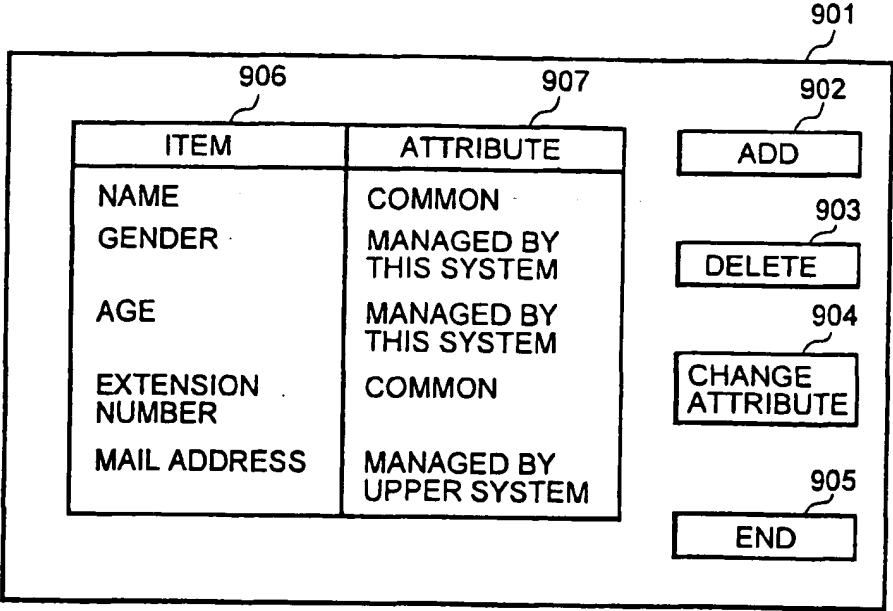 901
906
907
902
ITEM
ATTRIBUTE
ADD
NAME
COMMON
GENDER
MANAGED BY
THIS SYSTEM
903
DELETE
AGE
MANAGED BY
THIS SYSTEM
904
EXTENSION
NUMBER
COMMON
CHANGE
ATTRIBUTE
MAIL ADDRESS
MANAGED BY
UPPER SYSTEM
905
END